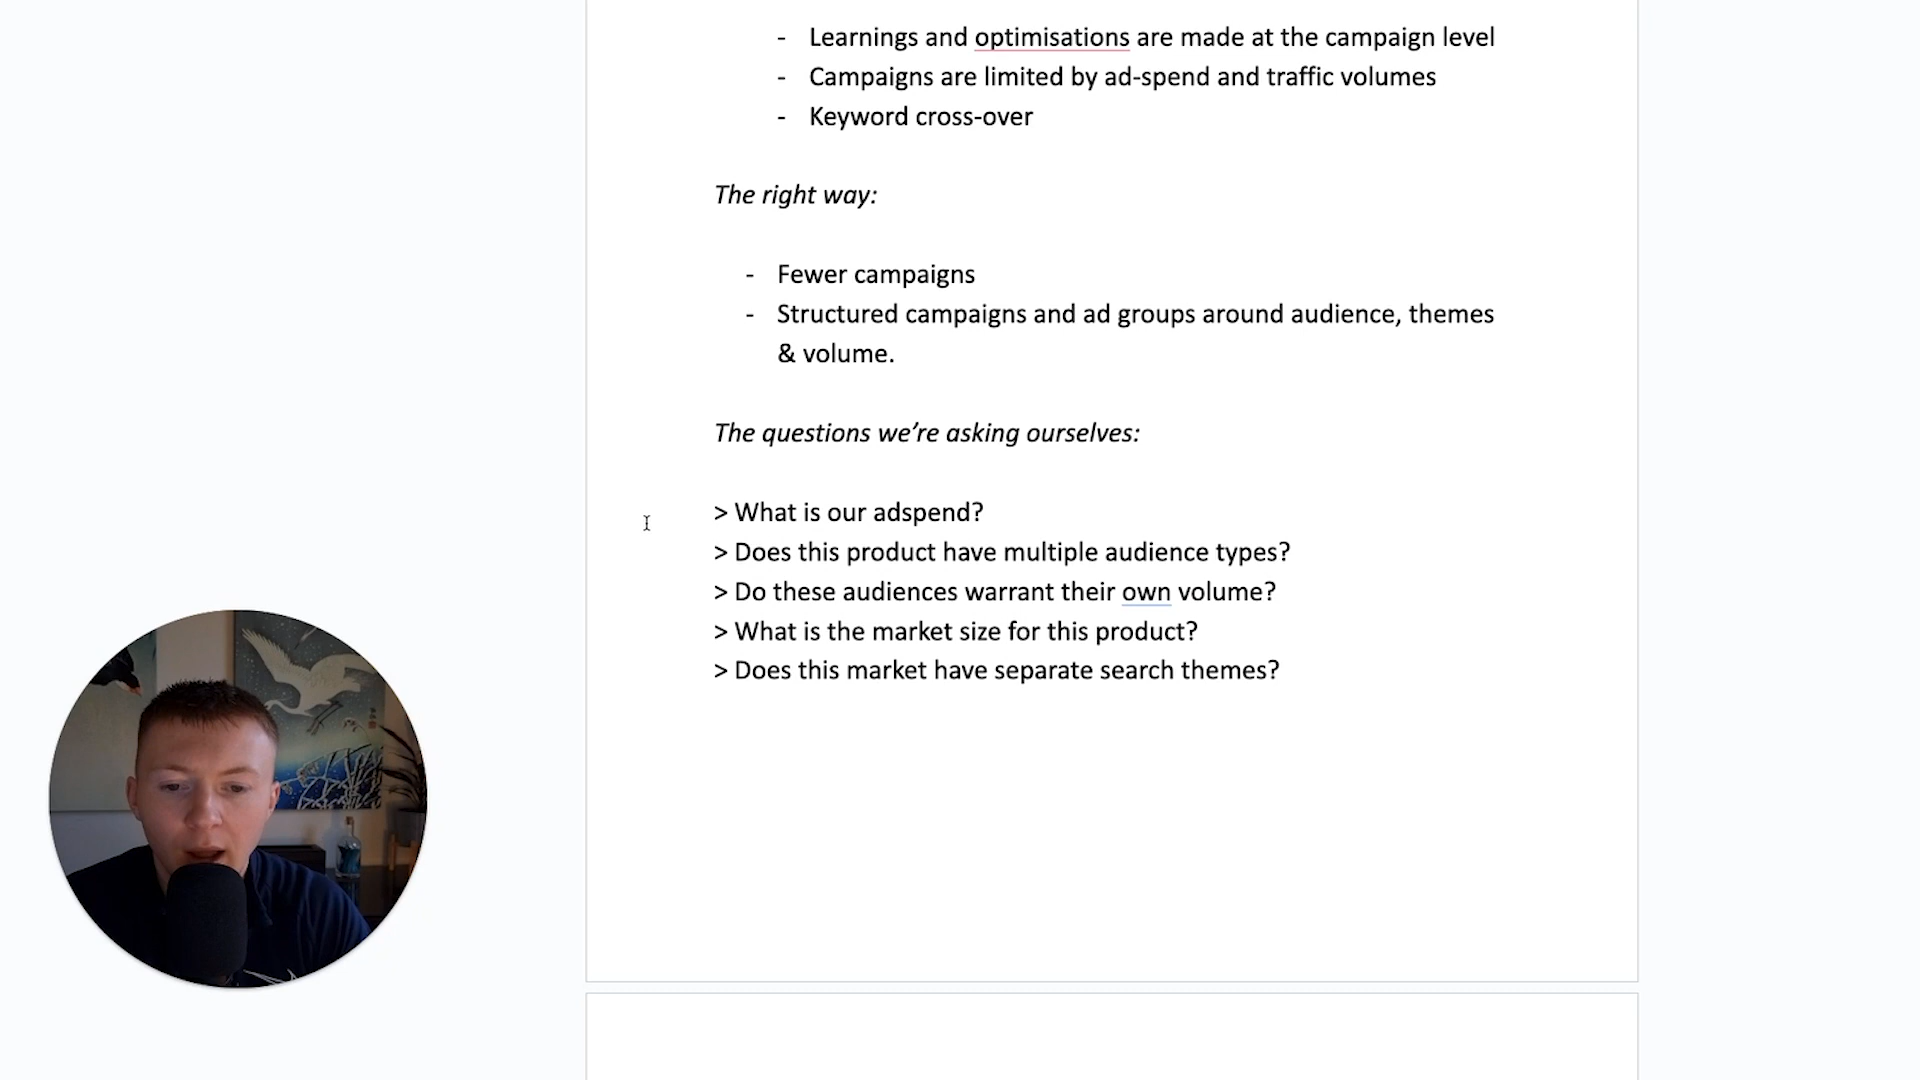 - Learnings and optimisations are made at the campaign level
- Campaigns are limited by ad-spend and traffic volumes
- Keyword cross-over
The right way:
- Fewer campaigns
- Structured campaigns and ad groups around audience, themes
& volume.
The questions we’re asking ourselves:
> What is our adspend?
> Does this product have multiple audience types?
> Do these audiences warrant their own volume?
> What is the market size for this product?
> Does this market have separate search themes?